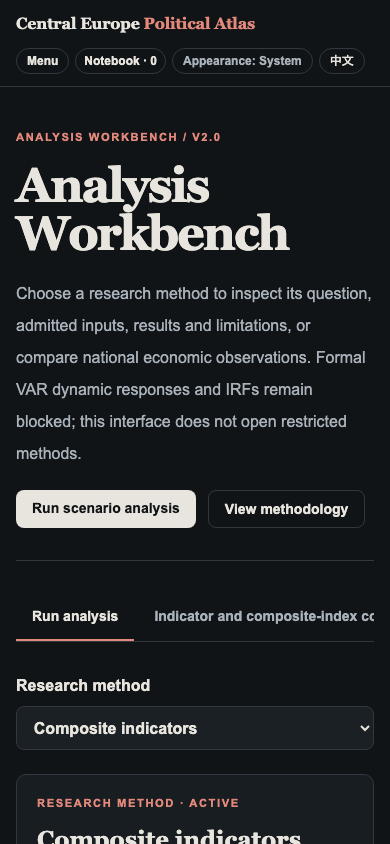 Central Europe Political Atlas
Menu
Notebook · 0
Appearance: System
中文
ANALYSIS WORKBENCH / V2.0
Analysis
Workbench
Choose a research method to inspect its question,
admitted inputs, results and limitations, or
compare national economic observations. Formal
VAR dynamic responses and IRFs remain
blocked; this interface does not open restricted
methods.
Run scenario analysis
View methodology
Run analysis
Indicator and composite-index co
Research method
Composite indicators
RESEARCH METHOD · ACTIVE
Composite indicators